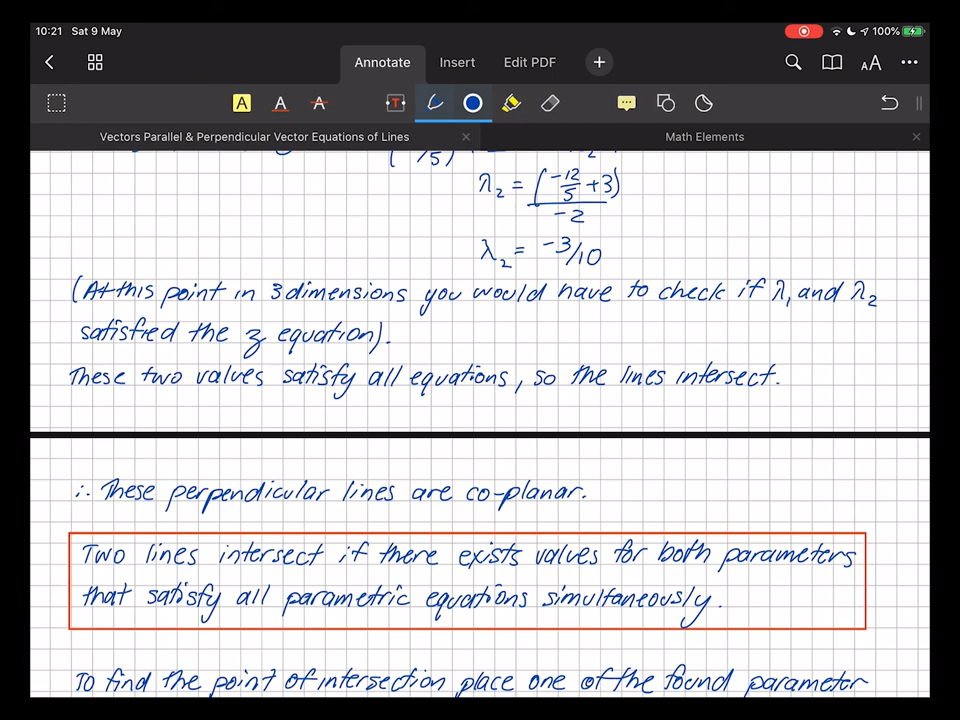 10:21 Sat 9 May
100%
Annotate Insert Edit PDF
Vectors Parallel & Perpendicular Vector Equations of Lines
Math Elements
λ₂ = (-12/5 + 3)/-2
λ₂ = -3/10
(At this point in 3 dimensions you would have to check if λ₁ and λ₂
satisfied the z equation).
These two values satisfy all equations, so the lines intersect.
∴ These perpendicular lines are co-planar.
Two lines intersect if there exists values for both parameters
that satisfy all parametric equations simultaneously.
To find the point of intersection place one of the found parameter